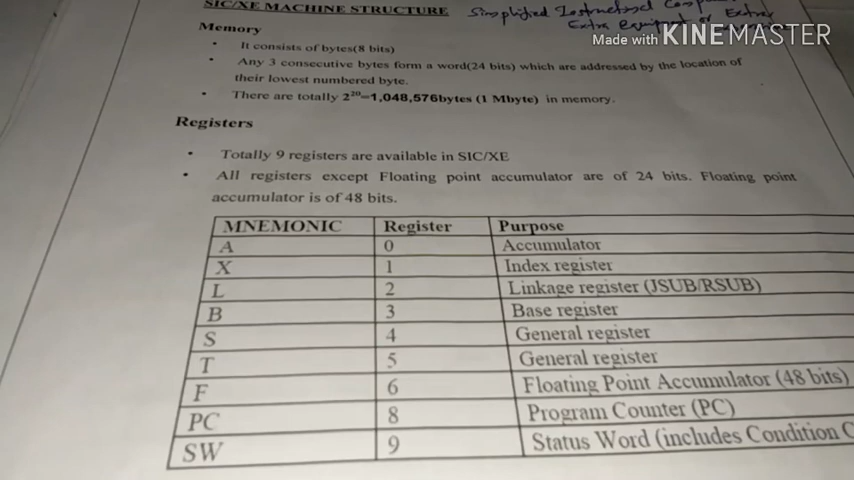 SIC/XE MACHINE STRUCTURE Simplified Instructional
Extra Equipment or Extra
Made with KINEMASTER
Memory
• It consists of bytes(8 bits)
• Any 3 consecutive bytes form a word(24 bits) which are addressed by the location of
their lowest numbered byte.
• There are totally 2²⁰=1,048,576bytes (1 Mbyte) in memory.
Registers
• Totally 9 registers are available in SIC/XE
• All registers except Floating point accumulator are of 24 bits. Floating point
accumulator is of 48 bits.
MNEMONIC Register Purpose
A 0 Accumulator
X 1 Index register
L 2 Linkage register (JSUB/RSUB)
B 3 Base register
S 4 General register
T 5 General register
F 6 Floating Point Accumulator (48 bits)
PC 8 Program Counter (PC)
SW 9 Status Word (includes Condition C